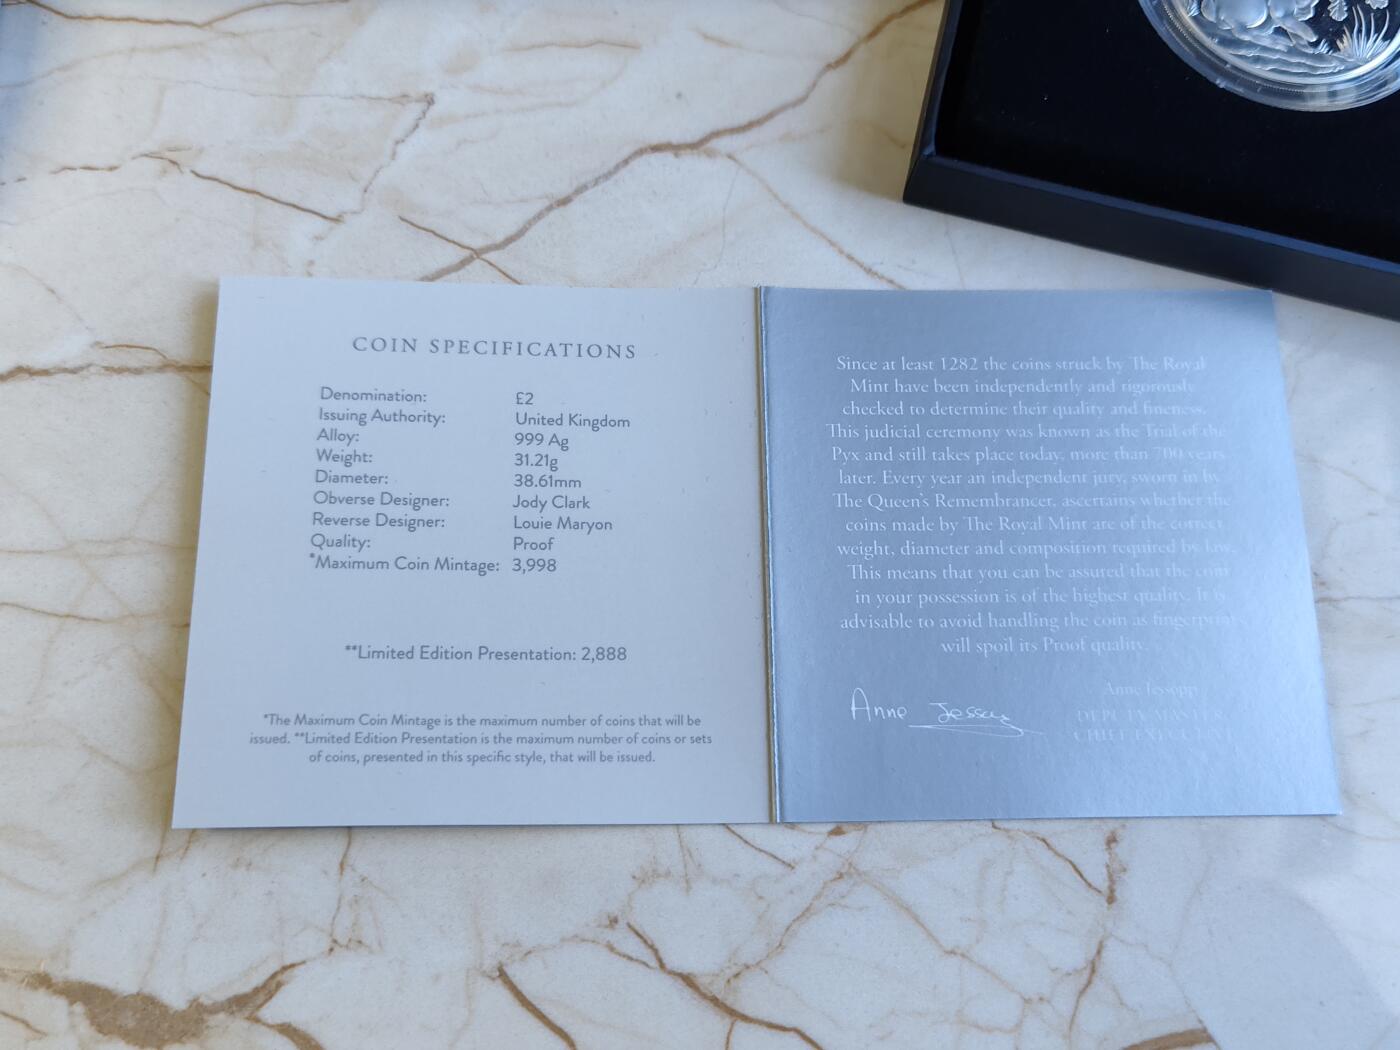 COIN SPECIFICATIONS
Denomination: £2
Issuing Authority: United Kingdom
Alloy: 999 Ag
Weight: 31.21g
Diameter: 38.61mm
Obverse Designer: Jody Clark
Reverse Designer: Louie Maryon
Quality: Proof
*Maximum Coin Mintage: 3,998
**Limited Edition Presentation: 2,888
*The Maximum Coin Mintage is the maximum number of coins that will be
issued. **Limited Edition Presentation is the maximum number of coins or sets
of coins, presented in this specific style, that will be issued.
Since at least 1282 the coins struck by The Royal
Mint have been independently and rigorously
checked to determine their quality and fineness.
This judicial ceremony was known as the Trial of the
Pyx and still takes place today, more than 700 years
later. Every year an independent jury, sworn in by
The Queen's Remembrancer, ascertains whether the
coins made by The Royal Mint are of the correct
weight, diameter and composition required by law.
This means that you can be assured that the coin
in your possession is of the highest quality. It is
advisable to avoid handling the coin as fingerprints
will spoil its Proof quality.
Anne Jessopp
Anne Jessopp
DEPUTY MASTER,
CHIEF EXECUTIVE